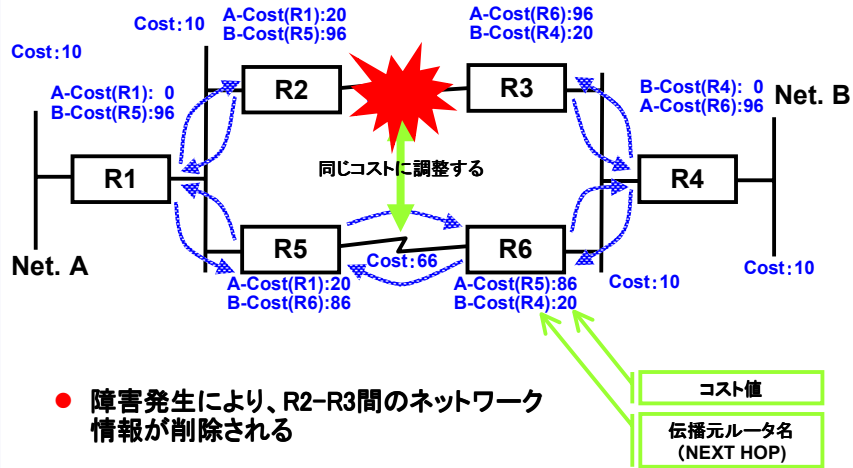 Cost:10
Cost:10
A-Cost(R1):20
B-Cost(R5):96
A-Cost(R6):96
B-Cost(R4):20
A-Cost(R1): 0
B-Cost(R5):96
R2
R3
B-Cost(R4): 0
A-Cost(R6):96
Net. B
R1
同じコストに調整する
R4
R5
R6
Net. A
Cost:66
Cost:10
Cost:10
A-Cost(R1):20
B-Cost(R6):86
A-Cost(R5):86
B-Cost(R4):20
● 障害発生により、R2-R3間のネットワーク
情報が削除される
コスト値
伝播元ルータ名
(NEXT HOP)